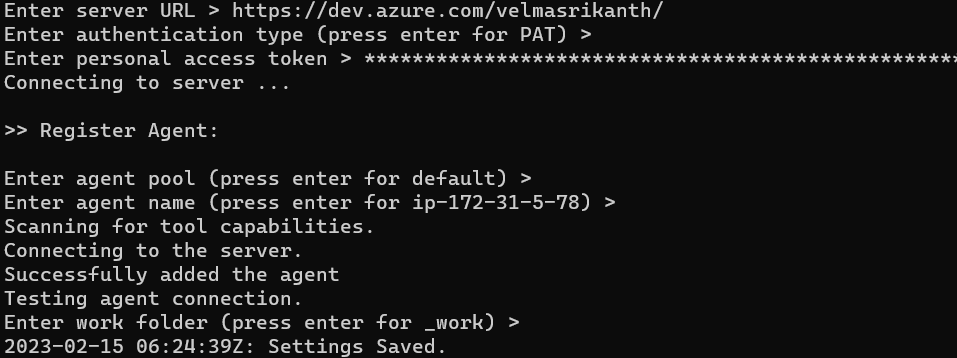 Enter server URL > https://dev.azure.com/velmasrikanth/
Enter authentication type (press enter for PAT) >
Enter personal access token > **************************************************
Connecting to server ...
>> Register Agent:
Enter agent pool (press enter for default) >
Enter agent name (press enter for ip-172-31-5-78) >
Scanning for tool capabilities.
Connecting to the server.
Successfully added the agent
Testing agent connection.
Enter work folder (press enter for _work) >
2023-02-15 06:24:39Z: Settings Saved.